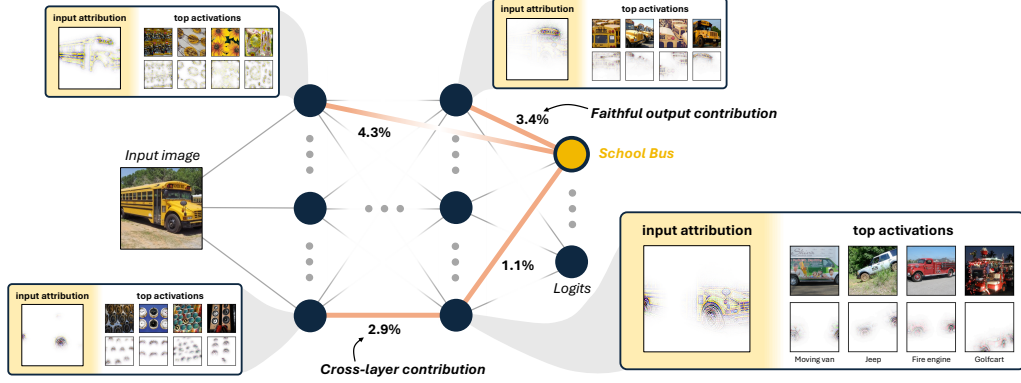 input attribution
top activations
input attribution
top activations
3.4%
Faithful output contribution
4.3%
Input image
School Bus
input attribution
top activations
1.1%
Logits
input attribution
top activations
2.9%
Moving van
Jeep
Fire engine
Golfcart
Cross-layer contribution